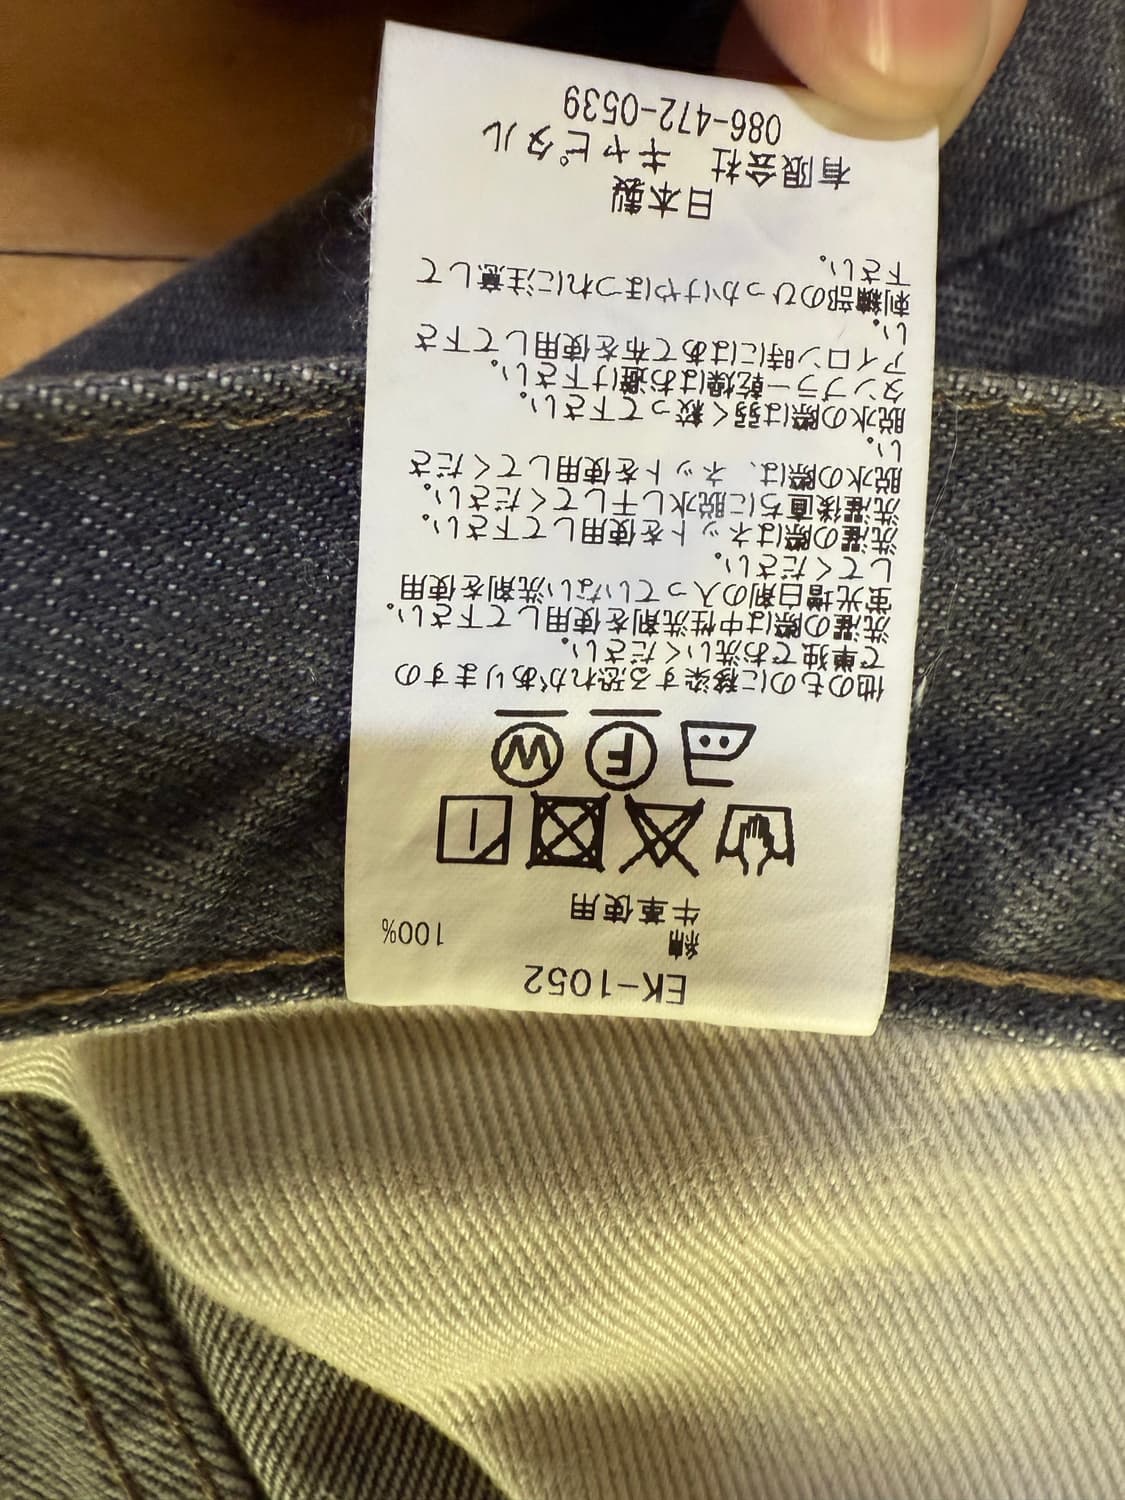 EK-1052
綿 100%
牛革使用
F W
他のものに移染する恐れがありますの
で単独でお洗いください。
洗濯の際は中性洗剤を使用して下さい。
蛍光増白剤の入っていない洗剤を使用
してください。
洗濯の際はネットを使用して下さい。
洗濯後直ちに脱水し干してください。
脱水の際は、ネットを使用してくださ
い。
脱水の際は弱く絞って下さい。
タンブラー乾燥はお避け下さい。
アイロン時にはあて布を使用して下さ
い。
刺繍部のひっかけやほつれに注意して
下さい。
日本製
有限会社 キャピタル
086-472-0539